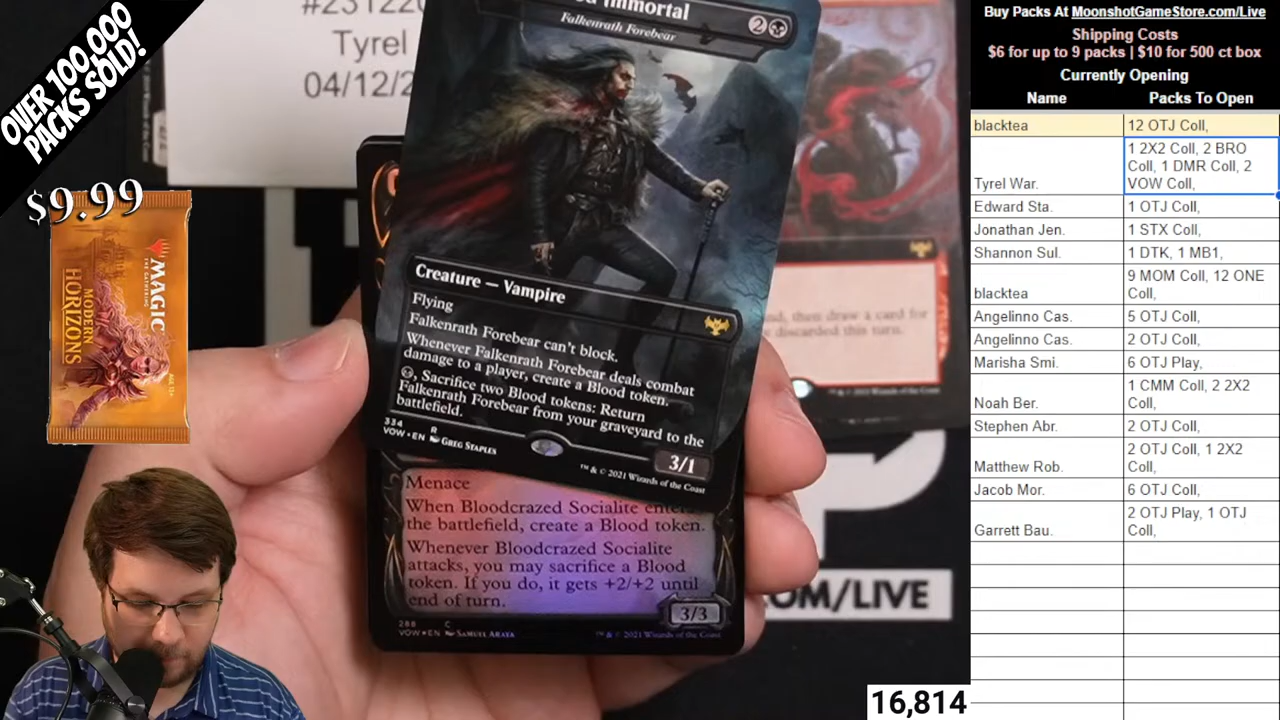 OVER 100,000
PACKS SOLD!
$9.99
MAGIC
MODERN
HORIZONS
Tyrel
04/12/2
Immortal
2
Falkenrath Forebear
Creature — Vampire
Flying
Falkenrath Forebear can't block.
Whenever Falkenrath Forebear deals combat
damage to a player, create a Blood token.
, Sacrifice two Blood tokens: Return
Falkenrath Forebear from your graveyard to the
battlefield.
334 R
VOW • EN GREG STAPLES
3/1
™ & © 2021 Wizards of the Coast
Menace
When Bloodcrazed Socialite enters
the battlefield, create a Blood token.
Whenever Bloodcrazed Socialite
attacks, you may sacrifice a Blood
token. If you do, it gets +2/+2 until
end of turn.
3/3
288 C
VOW • EN SAMUEL ARAYA
™ & © 2021 Wizards of the Coast
, then draw a card for
discarded this turn.
OM/LIVE
16,814
Buy Packs At MoonshotGameStore.com/Live
Shipping Costs
$6 for up to 9 packs | $10 for 500 ct box
Currently Opening
Name Packs To Open
blacktea 12 OTJ Coll,
Tyrel War. 1 2X2 Coll, 2 BRO
Coll, 1 DMR Coll, 2
VOW Coll,
Edward Sta. 1 OTJ Coll,
Jonathan Jen. 1 STX Coll,
Shannon Sul. 1 DTK, 1 MB1,
blacktea 9 MOM Coll, 12 ONE
Coll,
Angelinno Cas. 5 OTJ Coll,
Angelinno Cas. 2 OTJ Coll,
Marisha Smi. 6 OTJ Play,
Noah Ber. 1 CMM Coll, 2 2X2
Coll,
Stephen Abr. 2 OTJ Coll,
Matthew Rob. 2 OTJ Coll, 1 2X2
Coll,
Jacob Mor. 6 OTJ Coll,
Garrett Bau. 2 OTJ Play, 1 OTJ
Coll,